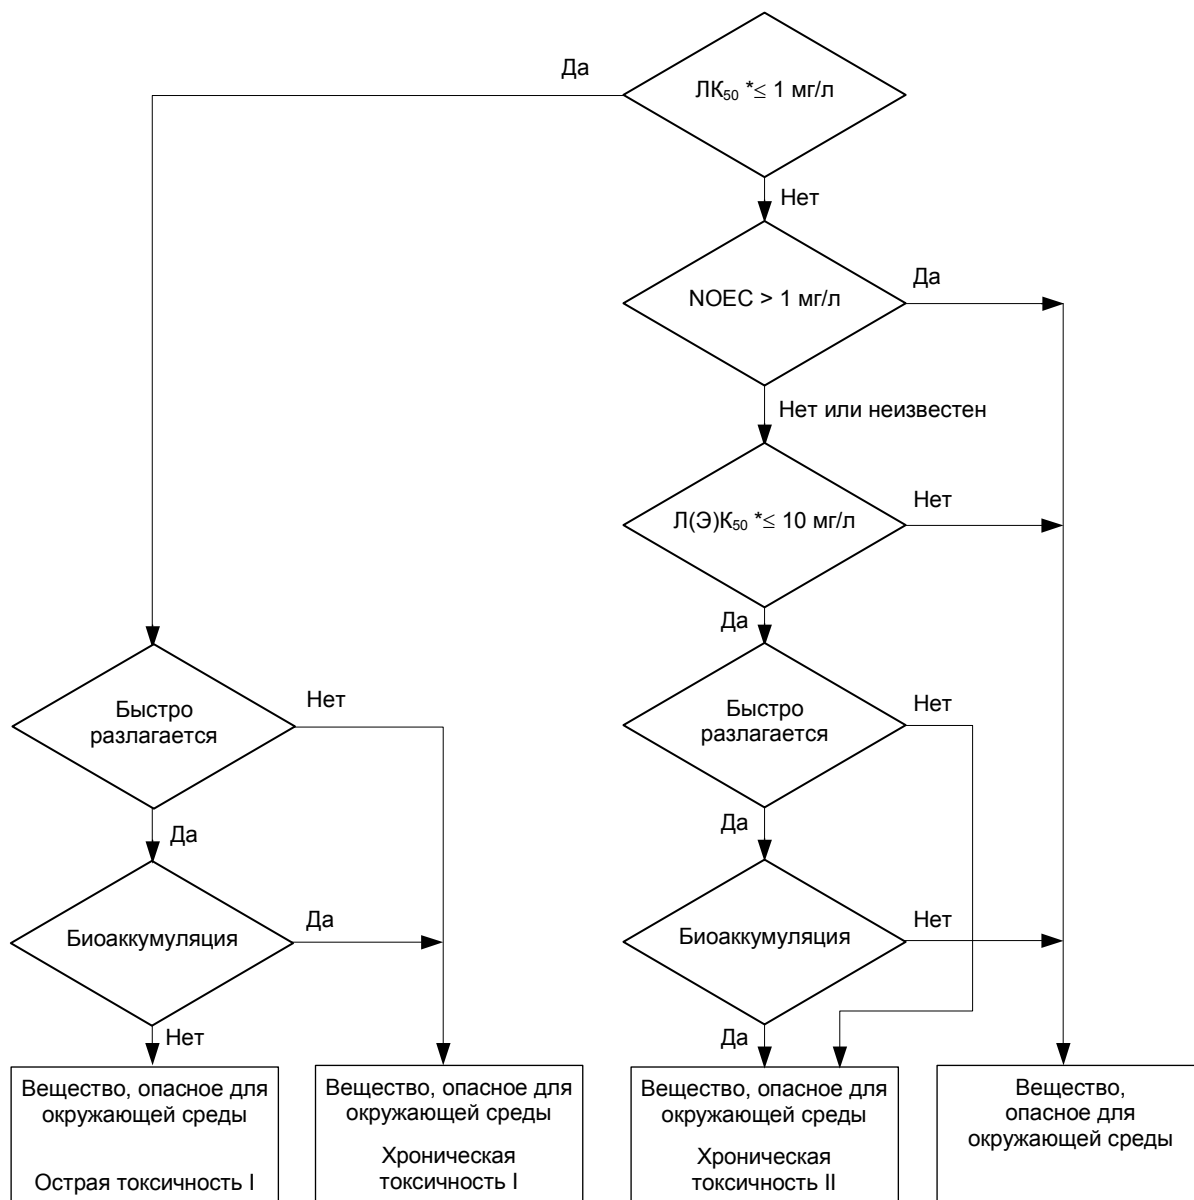 Да
ЛК₅₀ *≤ 1 мг/л
Нет
NOEC > 1 мг/л
Да
Нет или неизвестен
Л(Э)К₅₀ *≤ 10 мг/л
Нет
Да
Быстро
разлагается
Нет
Быстро
разлагается
Нет
Да
Да
Биоаккумуляция
Да
Биоаккумуляция
Нет
Нет
Да
Вещество, опасное для
окружающей среды
Острая токсичность I
Вещество, опасное для
окружающей среды
Хроническая
токсичность I
Вещество, опасное для
окружающей среды
Хроническая
токсичность II
Вещество,
опасное для
окружающей среды